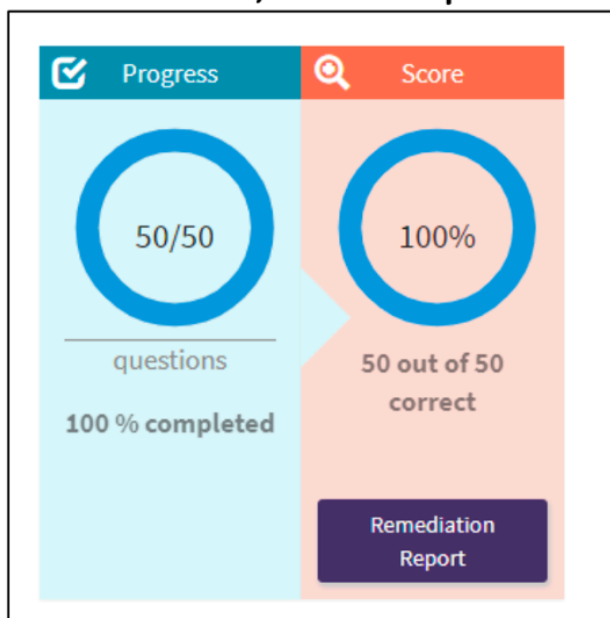 Progress
50/50
questions
100 % completed
Score
100%
50 out of 50
correct
Remediation
Report